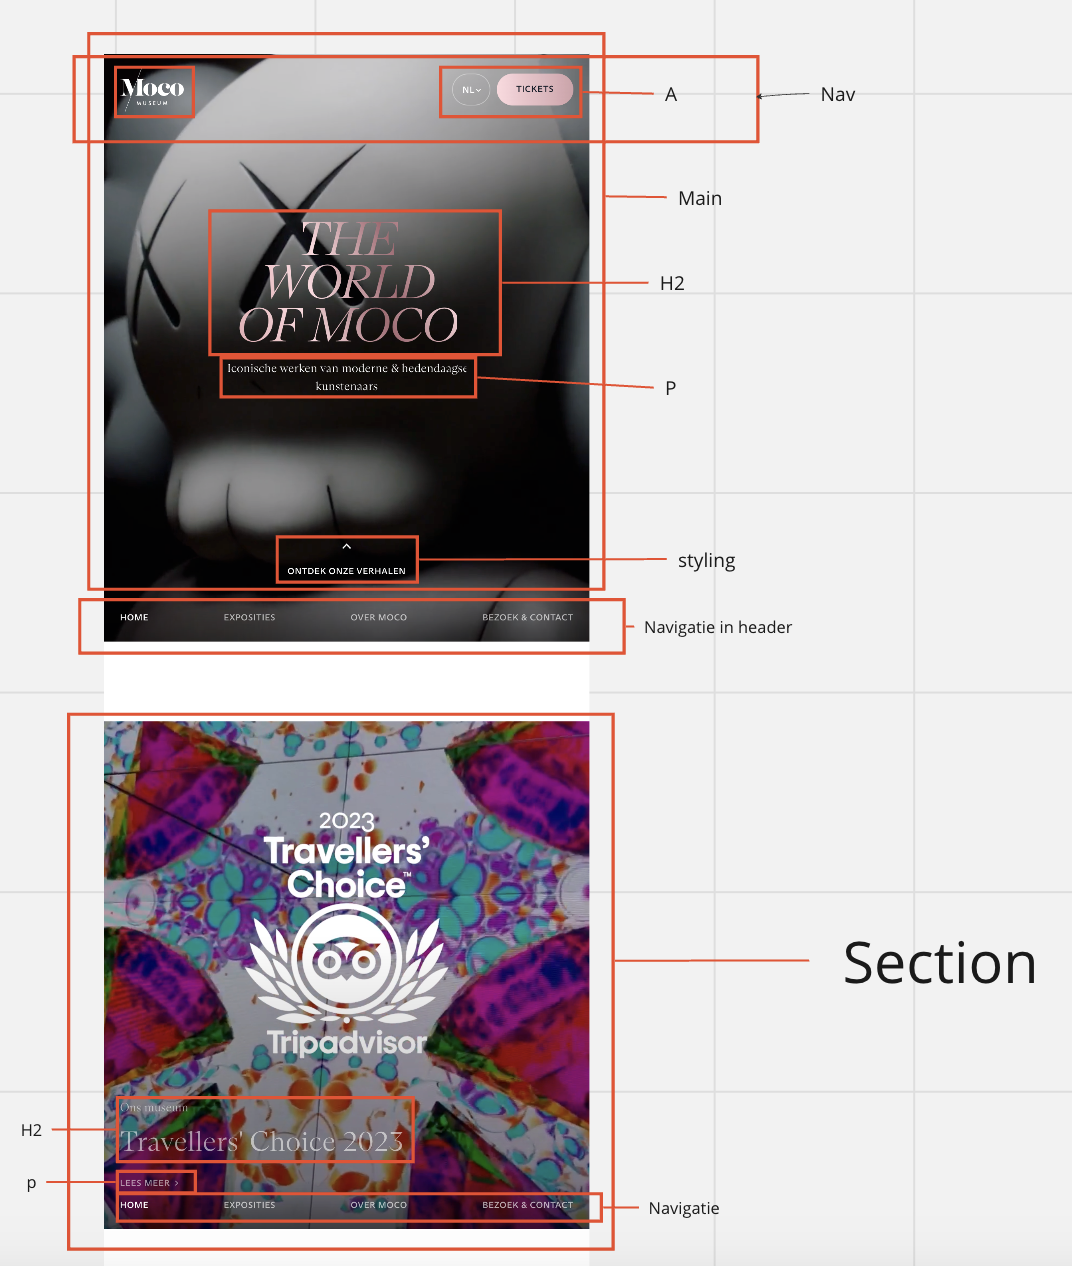 Moco
MUSEUM
NL
TICKETS
A
Nav
Main
THE
WORLD
OF MOCO
H2
Iconische werken van moderne & hedendaagse
kunstenaars
P
ONTDEK ONZE VERHALEN
styling
HOME EXPOSITIES OVER MOCO BEZOEK & CONTACT
Navigatie in header
2023
Travellers'
Choice™
Tripadvisor
Section
Ons museum
H2
Travellers' Choice 2023
p
LEES MEER >
HOME EXPOSITIES OVER MOCO BEZOEK & CONTACT
Navigatie